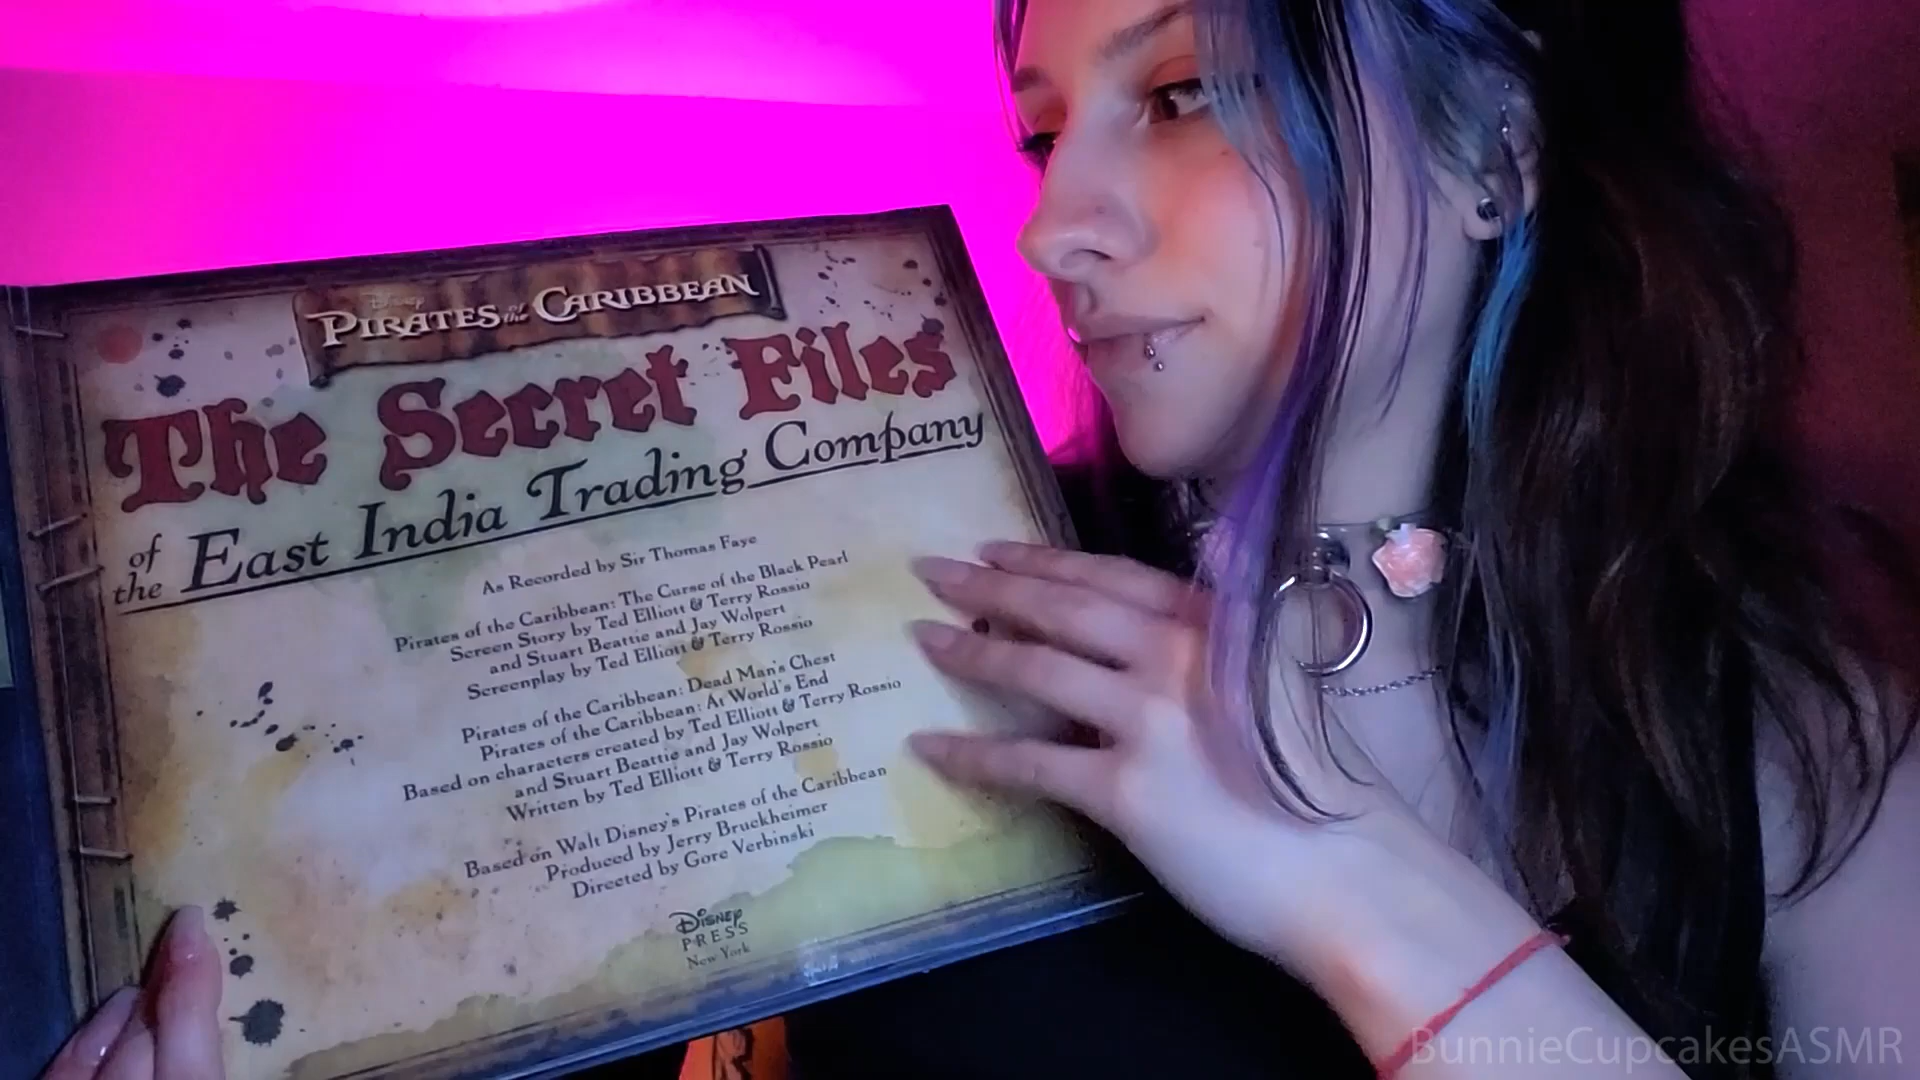 Disney
PIRATES of the CARIBBEAN
The Secret Files
of the East India Trading Company
As Recorded by Sir Thomas Faye
Pirates of the Caribbean: The Curse of the Black Pearl
Screen Story by Ted Elliott & Terry Rossio
and Stuart Beattie and Jay Wolpert
Screenplay by Ted Elliott & Terry Rossio
Pirates of the Caribbean: Dead Man's Chest
Pirates of the Caribbean: At World's End
Based on characters created by Ted Elliott & Terry Rossio
and Stuart Beattie and Jay Wolpert
Written by Ted Elliott & Terry Rossio
Based on Walt Disney's Pirates of the Caribbean
Produced by Jerry Bruckheimer
Directed by Gore Verbinski
Disney
PRESS
New York
BunnieCupcakesASMR